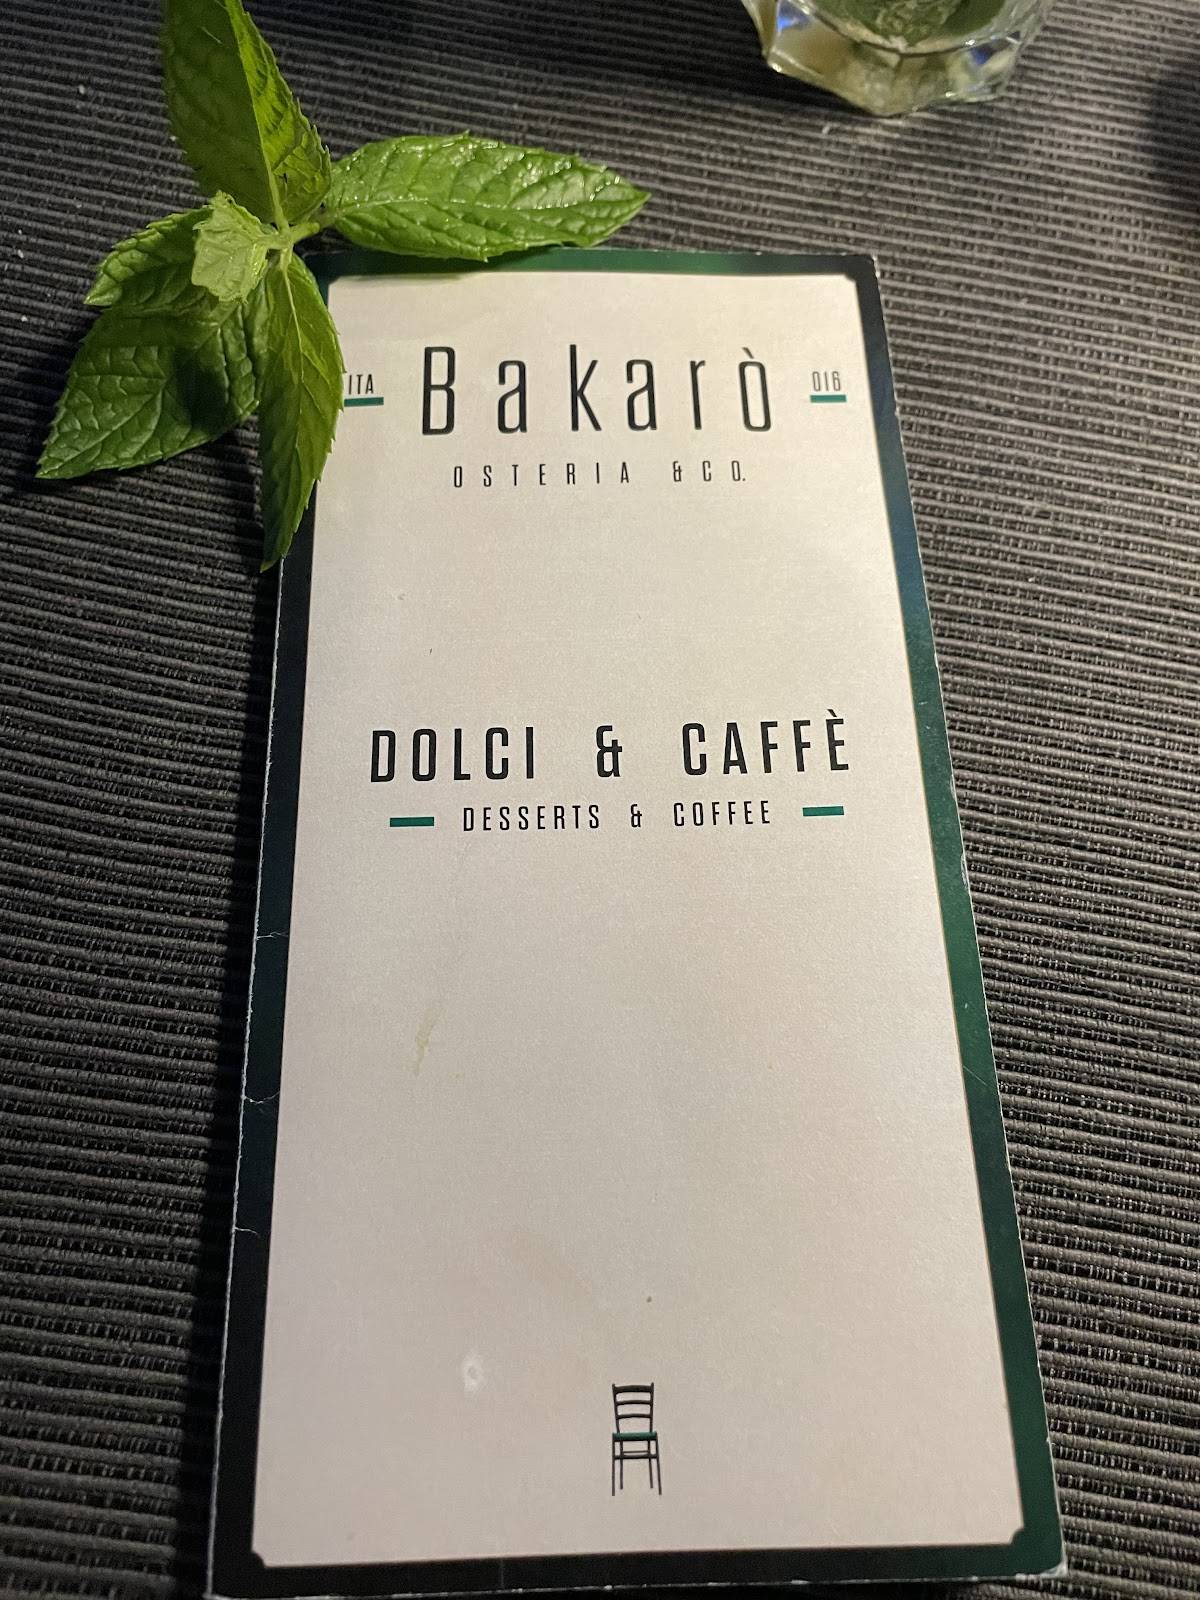 ITA Bakarò 016
OSTERIA & CO.
DOLCI & CAFFÈ
DESSERTS & COFFEE